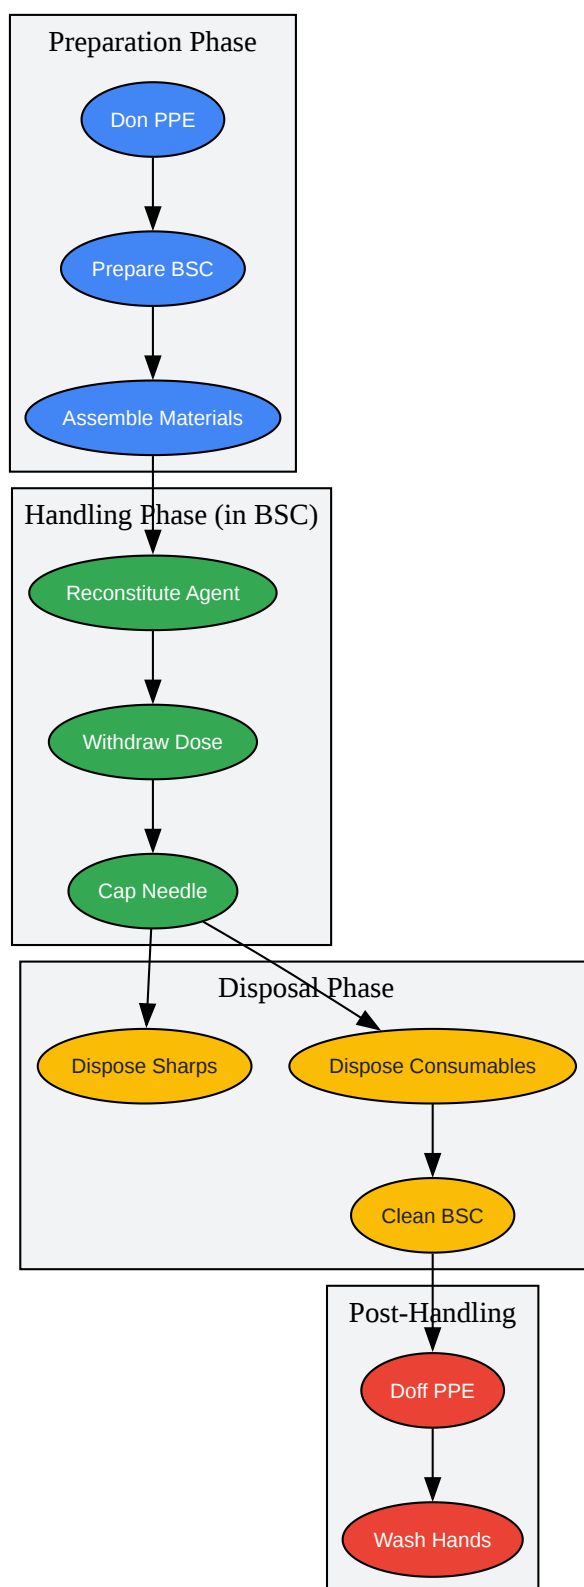 Preparation Phase
Don PPE
Prepare BSC
Assemble Materials
Handling Phase (in BSC)
Reconstitute Agent
Withdraw Dose
Cap Needle
Disposal Phase
Dispose Sharps
Dispose Consumables
Clean BSC
Post-Handling
Doff PPE
Wash Hands